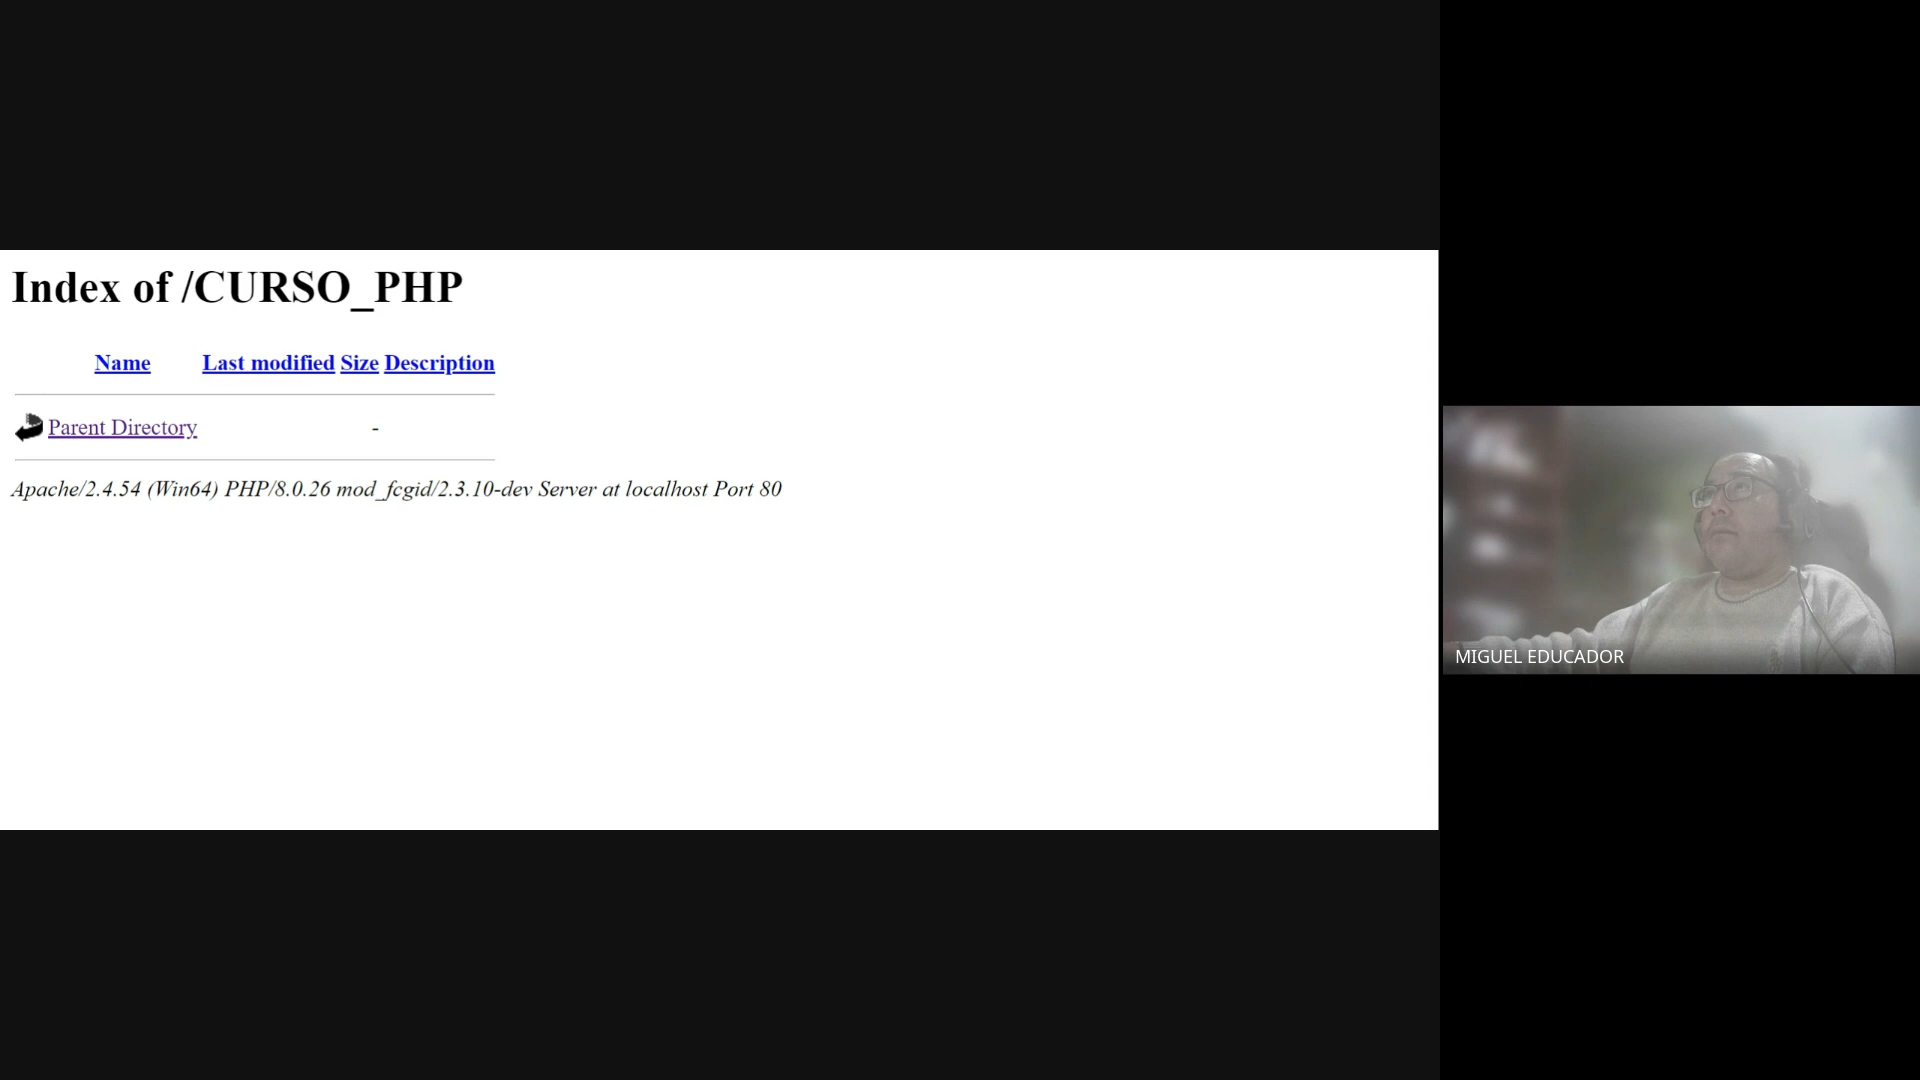 Index of /CURSO_PHP
Name Last modified Size Description
Parent Directory -
Apache/2.4.54 (Win64) PHP/8.0.26 mod_fcgid/2.3.10-dev Server at localhost Port 80
MIGUEL EDUCADOR